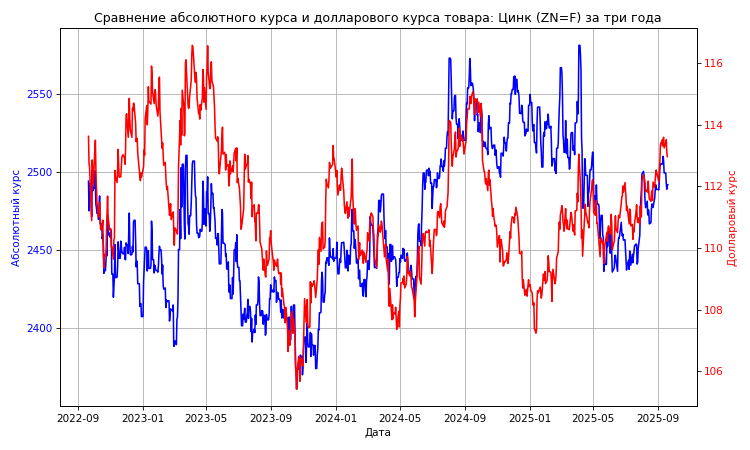 Сравнение абсолютного курса и долларового курса товара: Цинк (ZN=F) за три года
2550
2500
2450
2400
Абсолютный курс
116
114
112
110
108
106
Долларовый курс
2022-09 2023-01 2023-05 2023-09 2024-01 2024-05 2024-09 2025-01 2025-05 2025-09
Дата